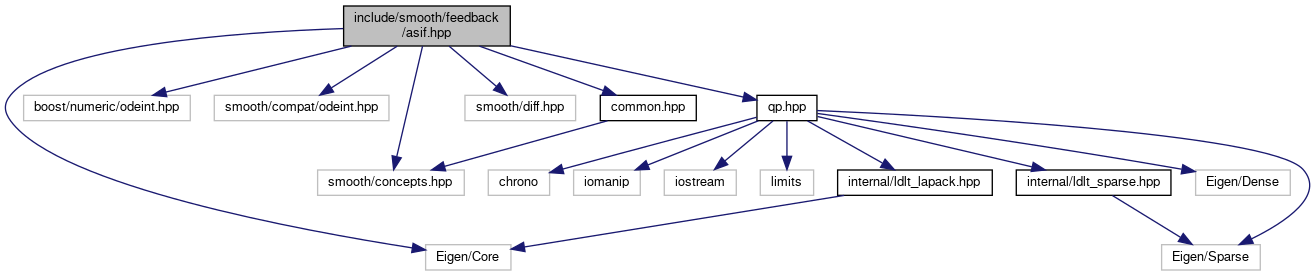 include/smooth/feedback
/asif.hpp
boost/numeric/odeint.hpp
smooth/compat/odeint.hpp
smooth/diff.hpp
common.hpp
qp.hpp
smooth/concepts.hpp
chrono
iomanip
iostream
limits
internal/ldlt_lapack.hpp
internal/ldlt_sparse.hpp
Eigen/Dense
Eigen/Core
Eigen/Sparse